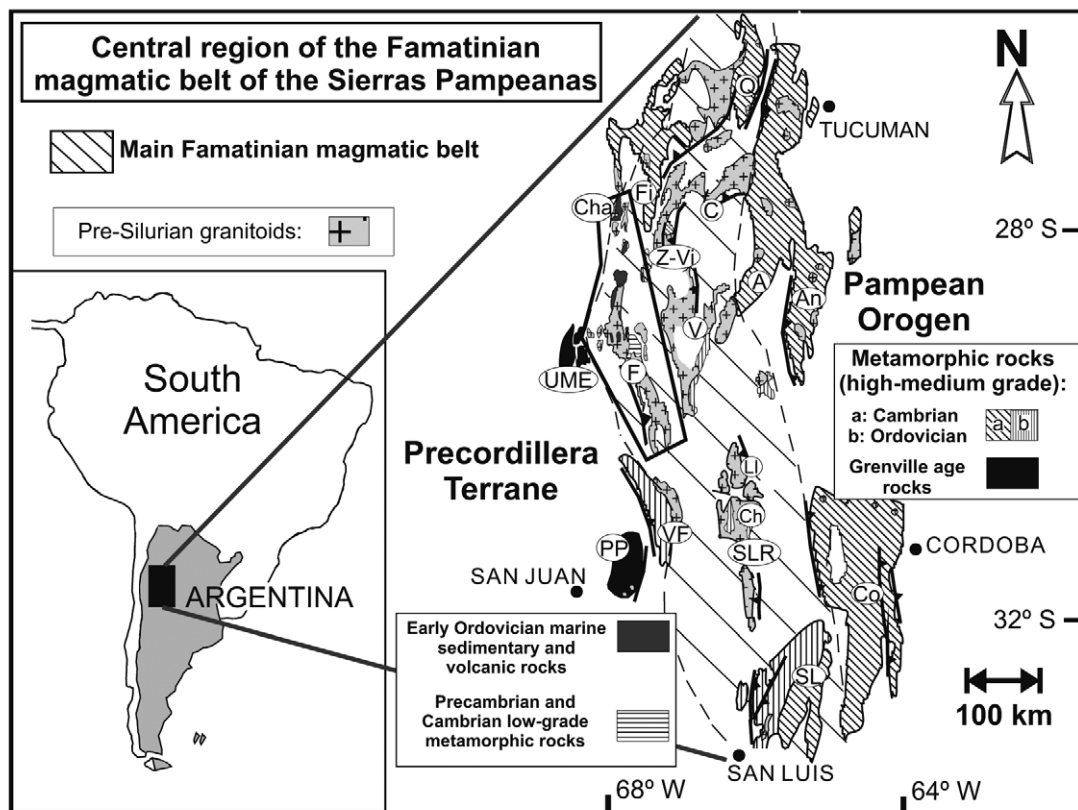 Central region of the Famatinian
magmatic belt of the Sierras Pampeanas
Main Famatinian magmatic belt
Pre-Silurian granitoids:
+
South
America
ARGENTINA
N
Q
TUCUMAN
Fi
Cha
C
28º S
Z-Vi
A
An
Pampean
Orogen
V
UME
F
Metamorphic rocks
(high-medium grade):
a: Cambrian
b: Ordovician
a b
Grenville age
rocks
Precordillera
Terrane
Ll
Ch
VF
SLR
PP
CORDOBA
SAN JUAN
Co
32º S
Early Ordovician marine
sedimentary and
volcanic rocks
SL
Precambrian and
Cambrian low-grade
metamorphic rocks
100 km
SAN LUIS
68º W
64º W